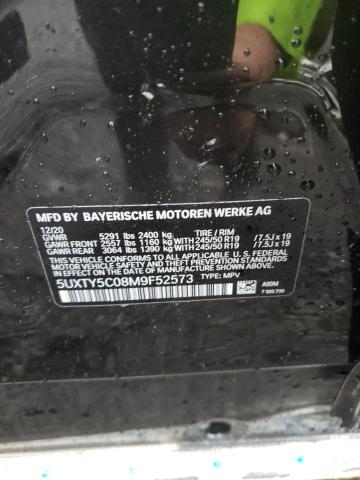 MFD BY BAYERISCHE MOTOREN WERKE AG
12/20
GVWR 5291 lbs 2400 kg TIRE / RIM
GAWR FRONT 2557 lbs 1160 kg WITH 245/50 R19 / 7.5J x 19
GAWR REAR 3064 lbs 1390 kg WITH 245/50 R19 / 7.5J x 19
THIS VEHICLE CONFORMS TO ALL APPLICABLE U. S. FEDERAL
MOTOR VEHICLE SAFETY STANDARDS IN EFFECT ON THE
DATE OF MANUFACTURE SHOWN ABOVE.
5UXTY5C08M9F52573 TYPE: MPV A90M